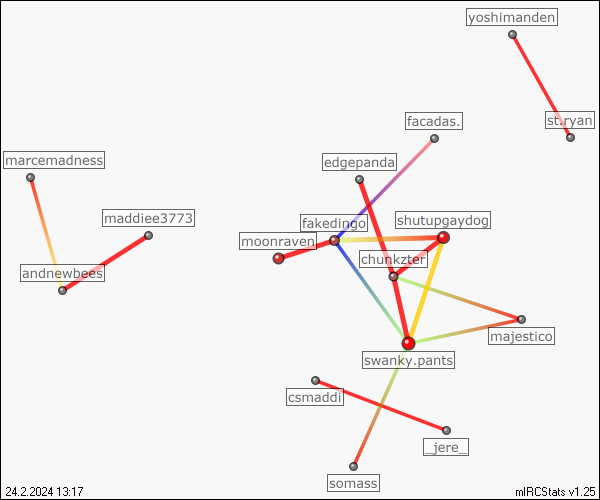 yoshimanden
facadas.
st.ryan
marcemadness
edgepanda
maddiee3773
fakedingo
shutupgaydog
moonraven
chunkzter
andnewbees
majestico
swanky.pants
csmaddi
_jere_
somass
24.2.2024 13:17
mIRCStats v1.25